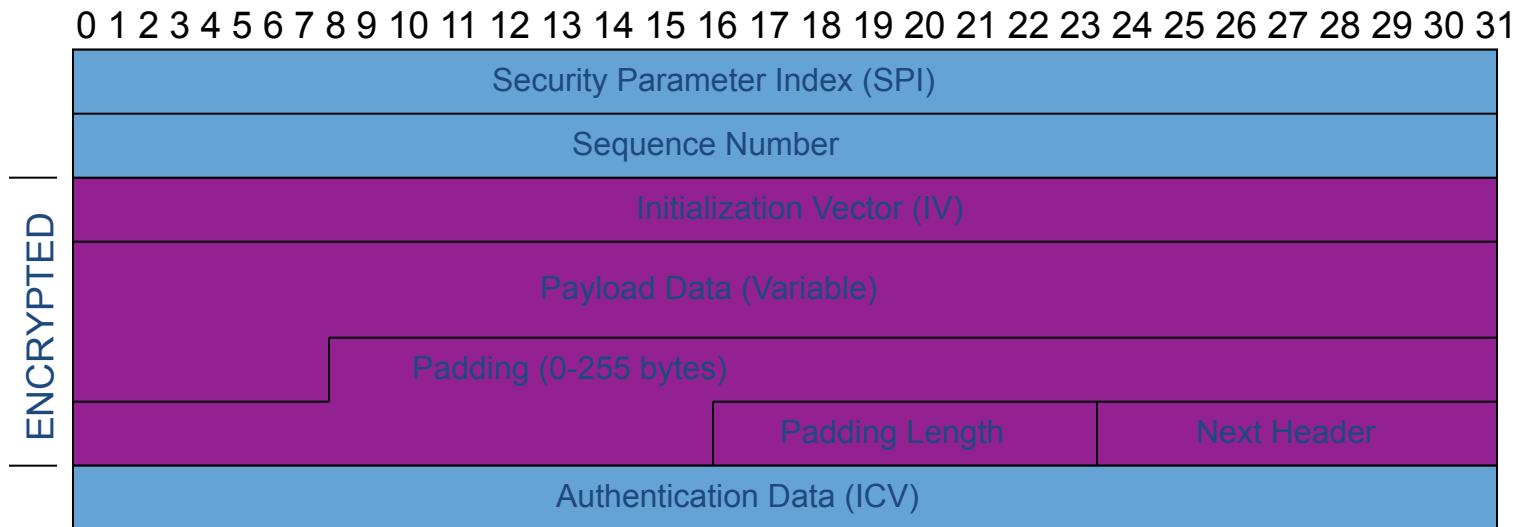 0 1 2 3 4 5 6 7 8 9 10 11 12 13 14 15 16 17 18 19 20 21 22 23 24 25 26 27 28 29 30 31
Security Parameter Index (SPI)
Sequence Number
ENCRYPTED
Initialization Vector (IV)
Payload Data (Variable)
Padding (0-255 bytes)
Padding Length
Next Header
Authentication Data (ICV)